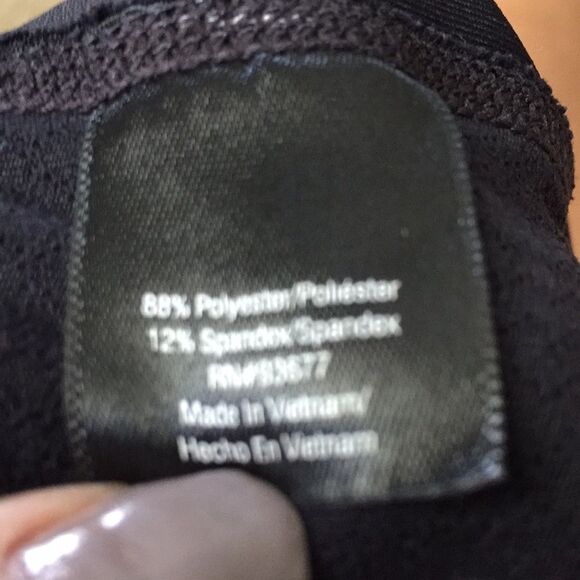 88% Polyester/Poliéster
12% Spandex/Spandex
RN#93677
Made In Vietnam/
Hecho En Vietnam